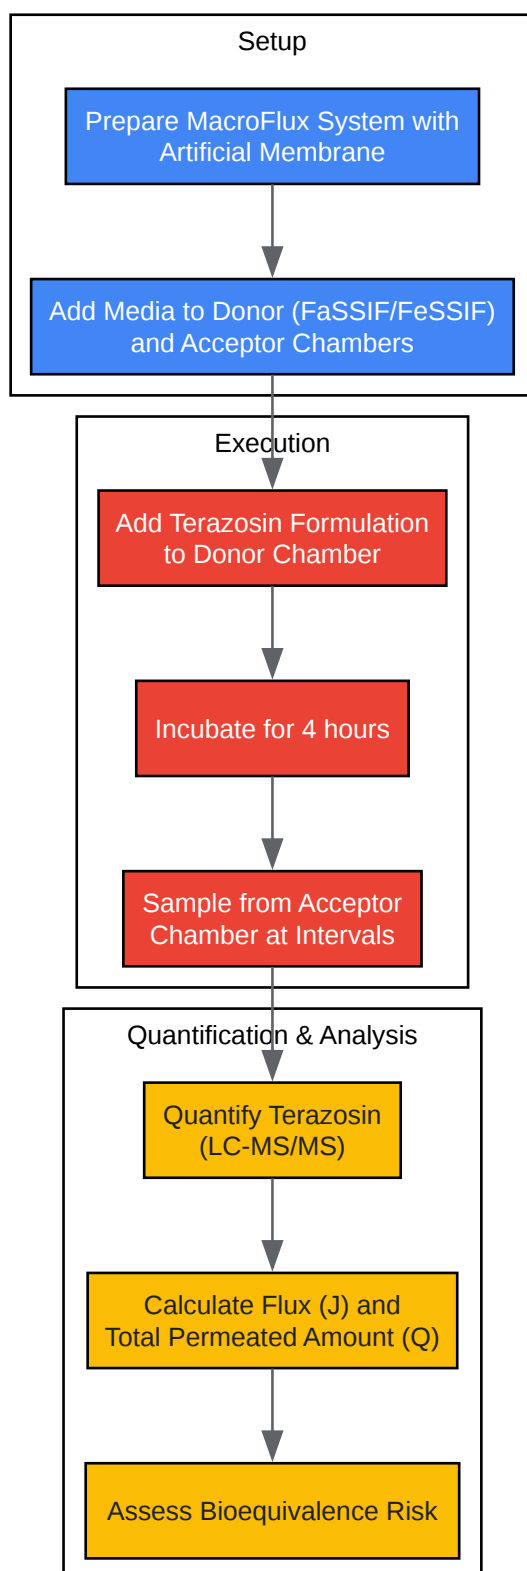 Setup
Prepare MacroFlux System with
Artificial Membrane
Add Media to Donor (FaSSIF/FeSSIF)
and Acceptor Chambers
Execution
Add Terazosin Formulation
to Donor Chamber
Incubate for 4 hours
Sample from Acceptor
Chamber at Intervals
Quantification & Analysis
Quantify Terazosin
(LC-MS/MS)
Calculate Flux (J) and
Total Permeated Amount (Q)
Assess Bioequivalence Risk